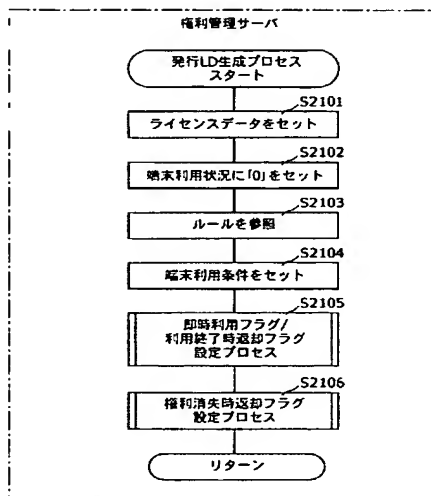 権利管理サーバ
発行LD生成プロセス
スタート
S2101
ライセンスデータをセット
S2102
端末利用状況に「0」をセット
S2103
ルールを参照
S2104
端末利用条件をセット
S2105
即時利用フラグ/
利用終了時返却フラグ
設定プロセス
S2106
権利消失時返却フラグ
設定プロセス
リターン